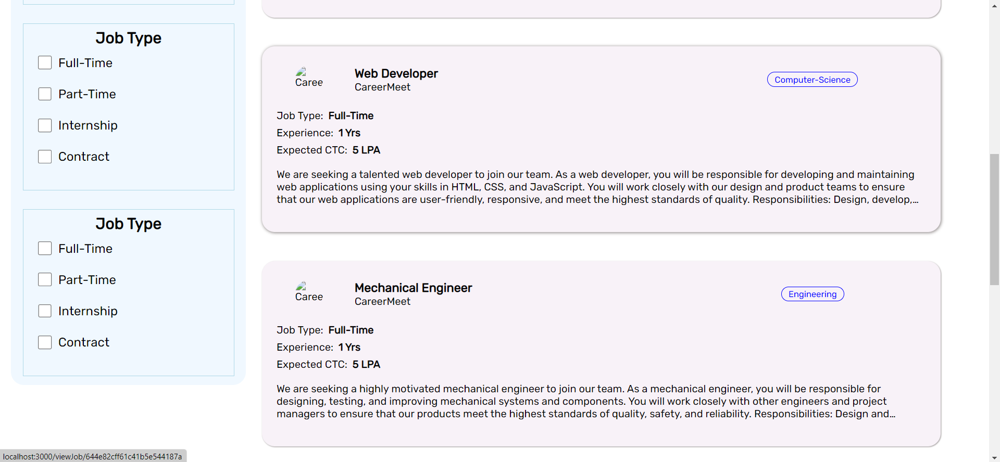 Job Type
Full-Time
Part-Time
Internship
Contract
Job Type
Full-Time
Part-Time
Internship
Contract
Caree
Web Developer
CareerMeet
Computer-Science
Job Type: Full-Time
Experience: 1 Yrs
Expected CTC: 5 LPA
We are seeking a talented web developer to join our team. As a web developer, you will be responsible for developing and maintaining
web applications using your skills in HTML, CSS, and JavaScript. You will work closely with our design and product teams to ensure
that our web applications are user-friendly, responsive, and meet the highest standards of quality. Responsibilities: Design, develop,...
Caree
Mechanical Engineer
CareerMeet
Engineering
Job Type: Full-Time
Experience: 1 Yrs
Expected CTC: 5 LPA
We are seeking a highly motivated mechanical engineer to join our team. As a mechanical engineer, you will be responsible for
designing, testing, and improving mechanical systems and components. You will work closely with other engineers and project
managers to ensure that our products meet the highest standards of quality, safety, and reliability. Responsibilities: Design and...
localhost:3000/viewJob/644e82cff61c41b5e544187a